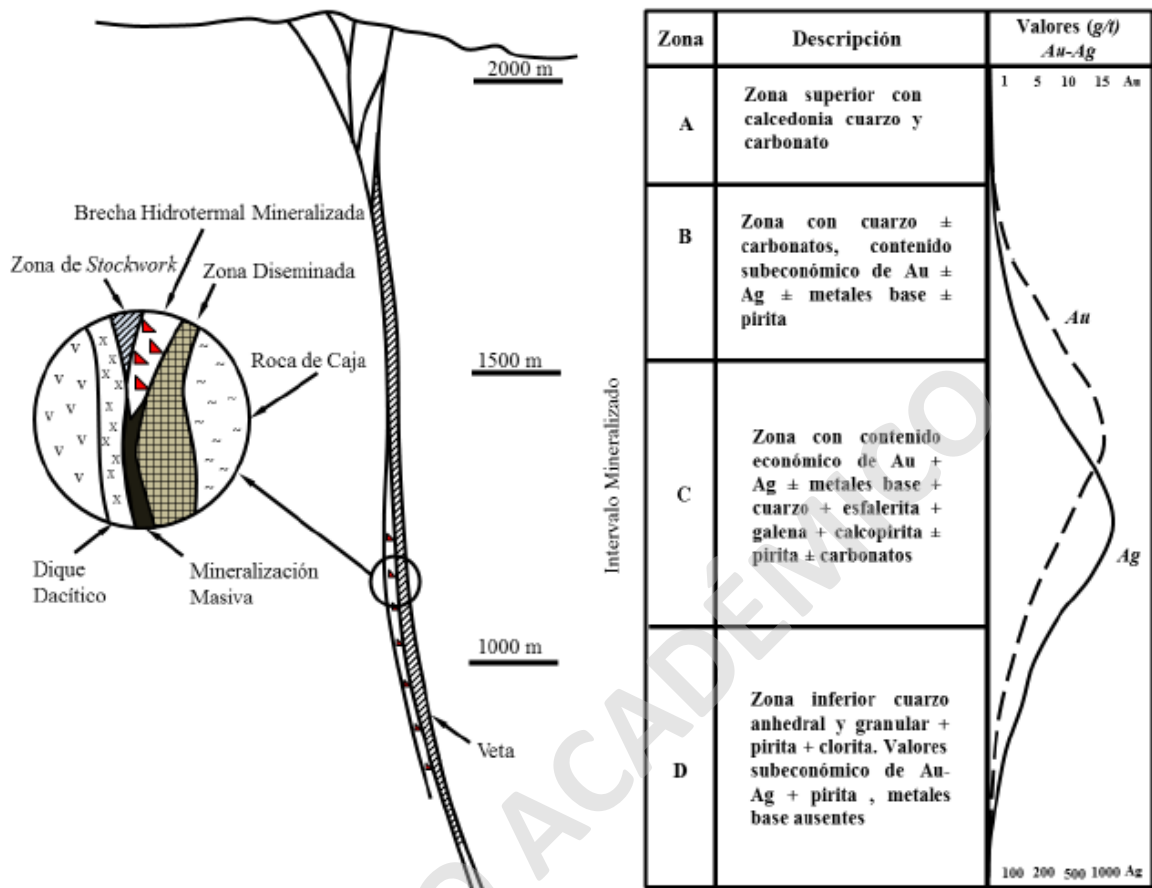 2000 m
Brecha Hidrotermal Mineralizada
Zona de Stockwork
Zona Diseminada
1500 m
Roca de Caja
v
x
~
Dique
Dacítico
Mineralización
Masiva
1000 m
Veta
Intervalo Mineralizado
Zona
Descripción
Valores (g/t)
Au-Ag
1 5 10 15 Au
A
Zona superior con
calcedonia cuarzo y
carbonato
B
Zona con cuarzo ±
carbonatos, contenido
subeconómico de Au ±
Ag ± metales base ±
pirita
Au
C
Zona con contenido
económico de Au +
Ag ± metales base +
cuarzo + esfalerita +
galena + calcopirita ±
pirita ± carbonatos
Ag
D
Zona inferior cuarzo
anhedral y granular +
pirita + clorita. Valores
subeconómico de Au-
Ag + pirita , metales
base ausentes
100 200 500 1000 Ag
O ACADÉMICO